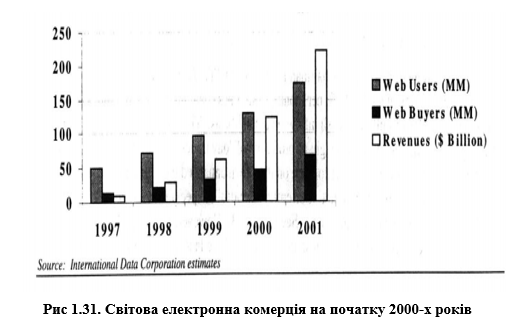 250
200
150
100
50
0
1997 1998 1999 2000 2001
Web Users (MM)
Web Buyers (MM)
Revenues ($ Billion)
Source: International Data Corporation estimates
Рис 1.31. Світова електронна комерція на початку 2000-х років